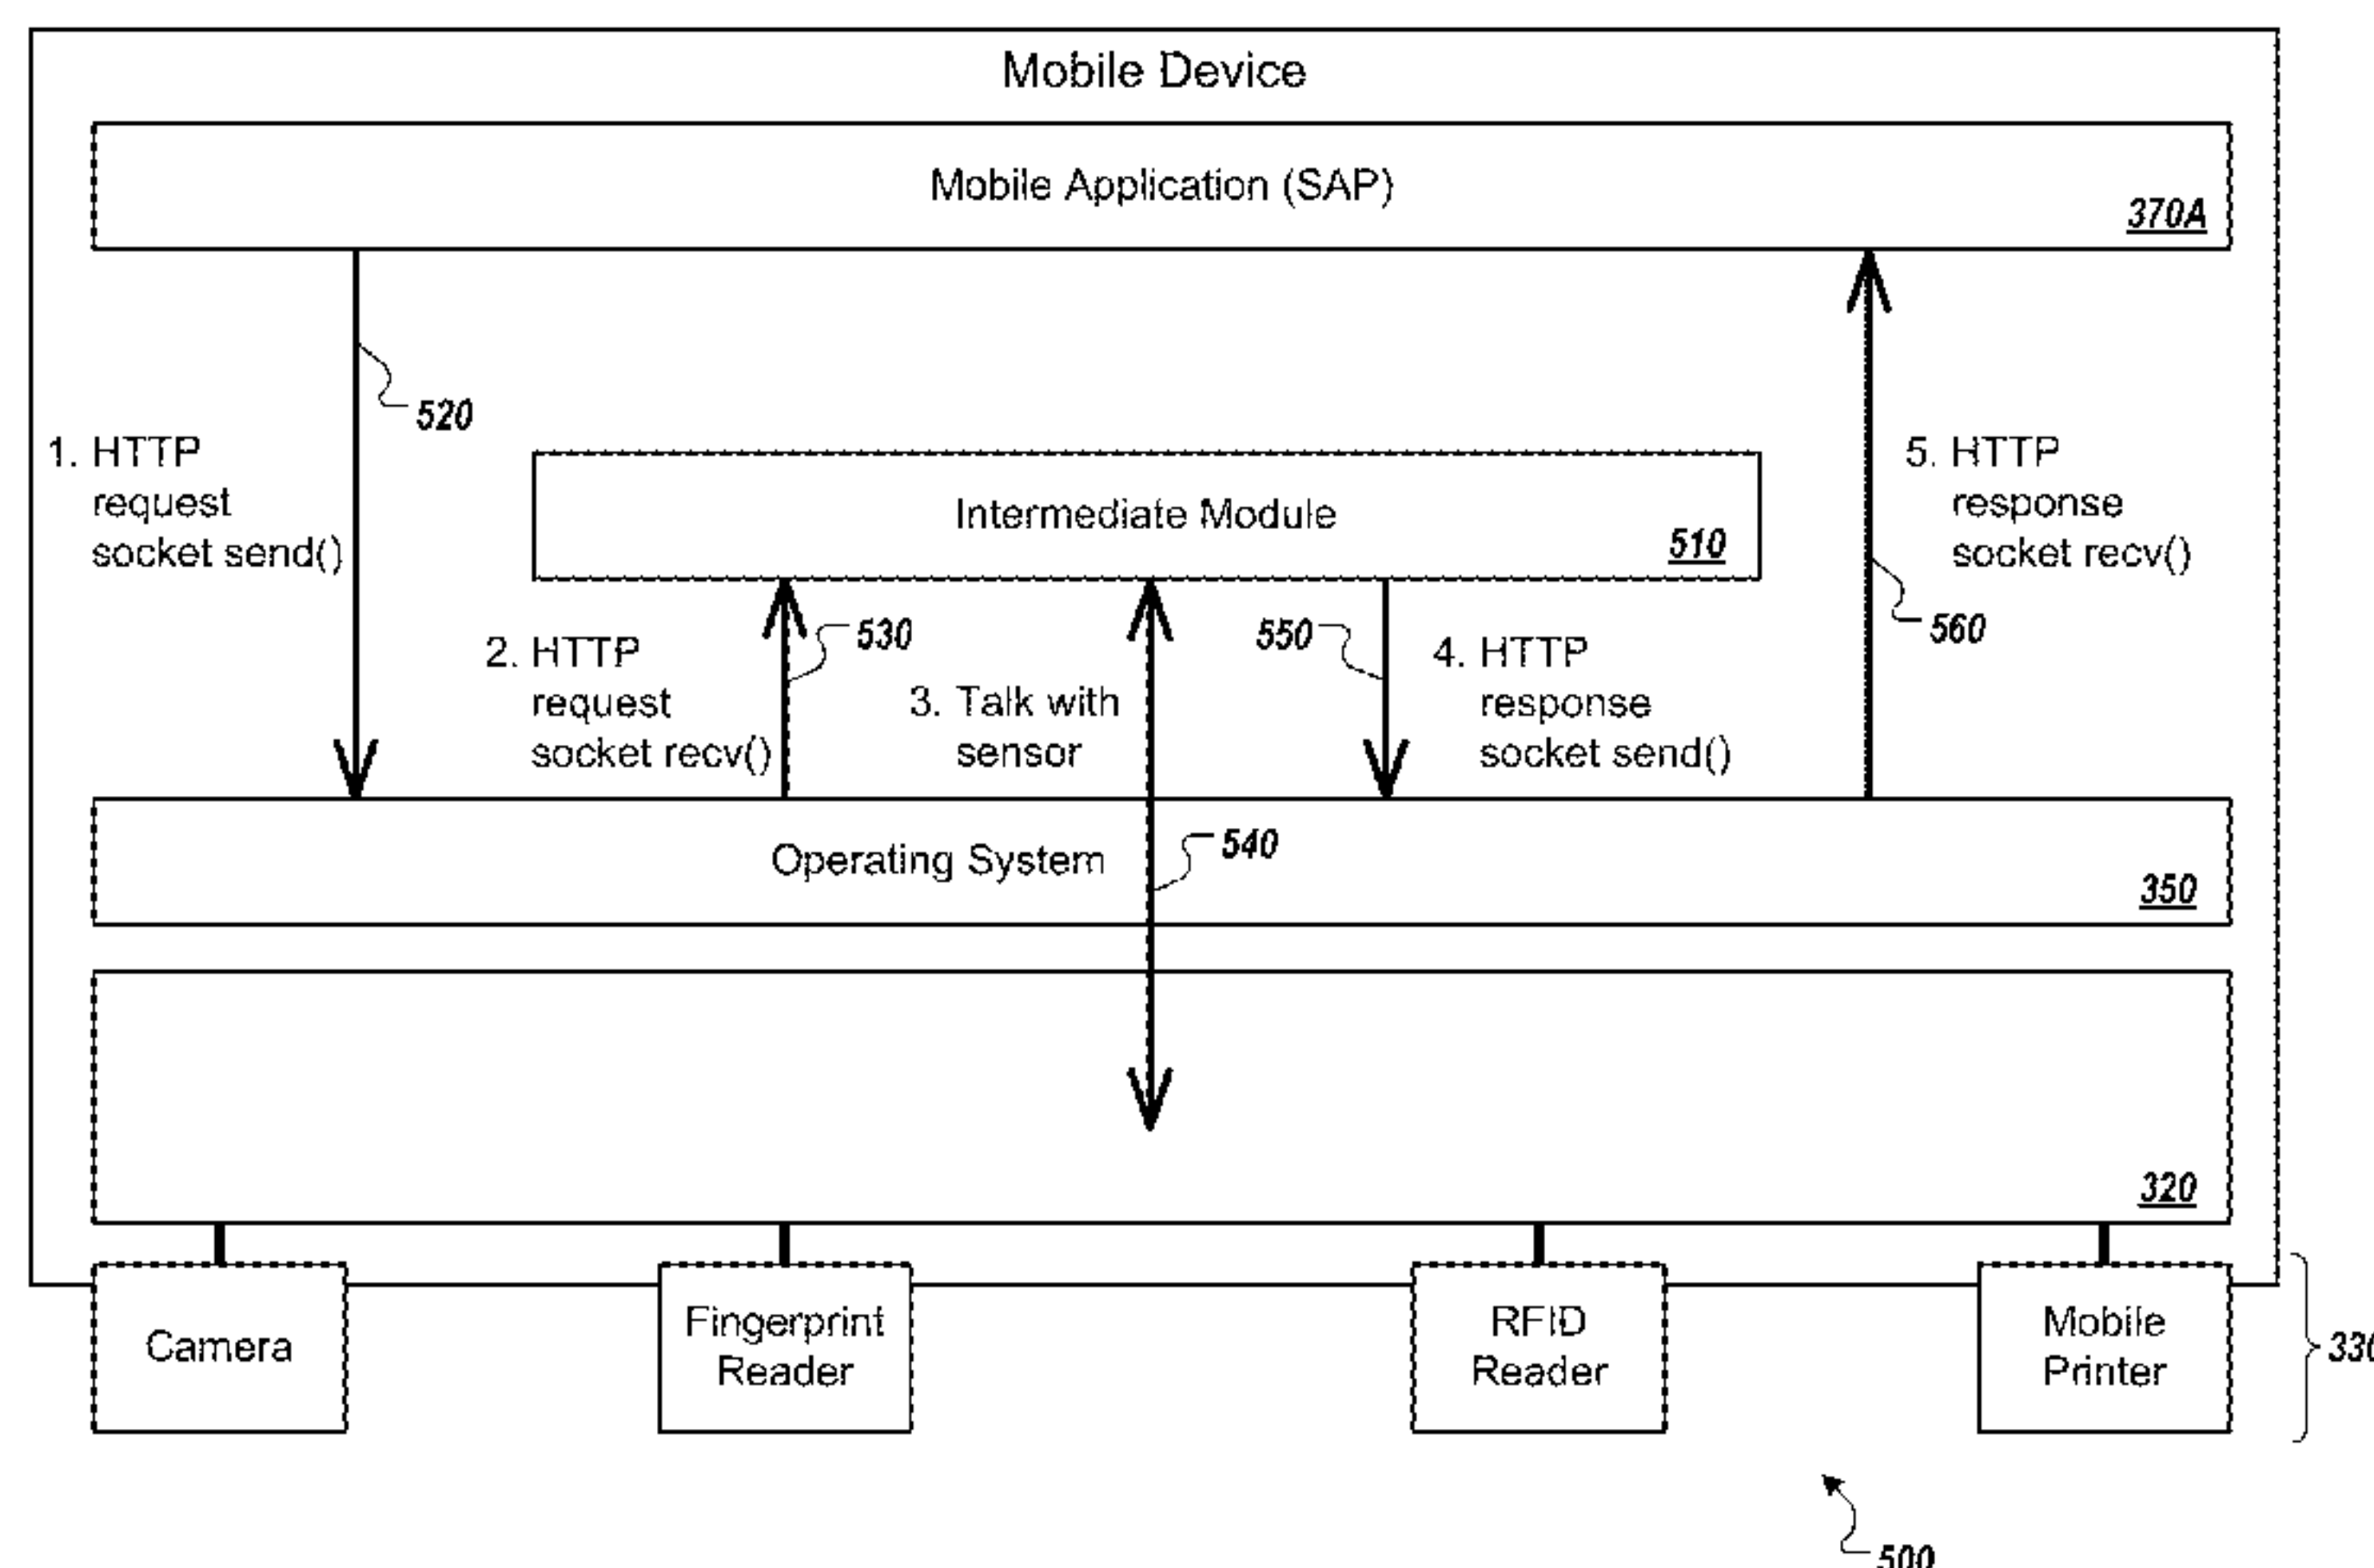 Mobile Device
Mobile Application (SAP)
370A
520
1. HTTP
request
socket send()
Intermediate Module
510
5. HTTP
response
socket recv()
560
2. HTTP
request
socket recv()
530
3. Talk with
sensor
550
4. HTTP
response
socket send()
Operating System
540
350
320
Camera
Fingerprint
Reader
RFID
Reader
Mobile
Printer
330
500